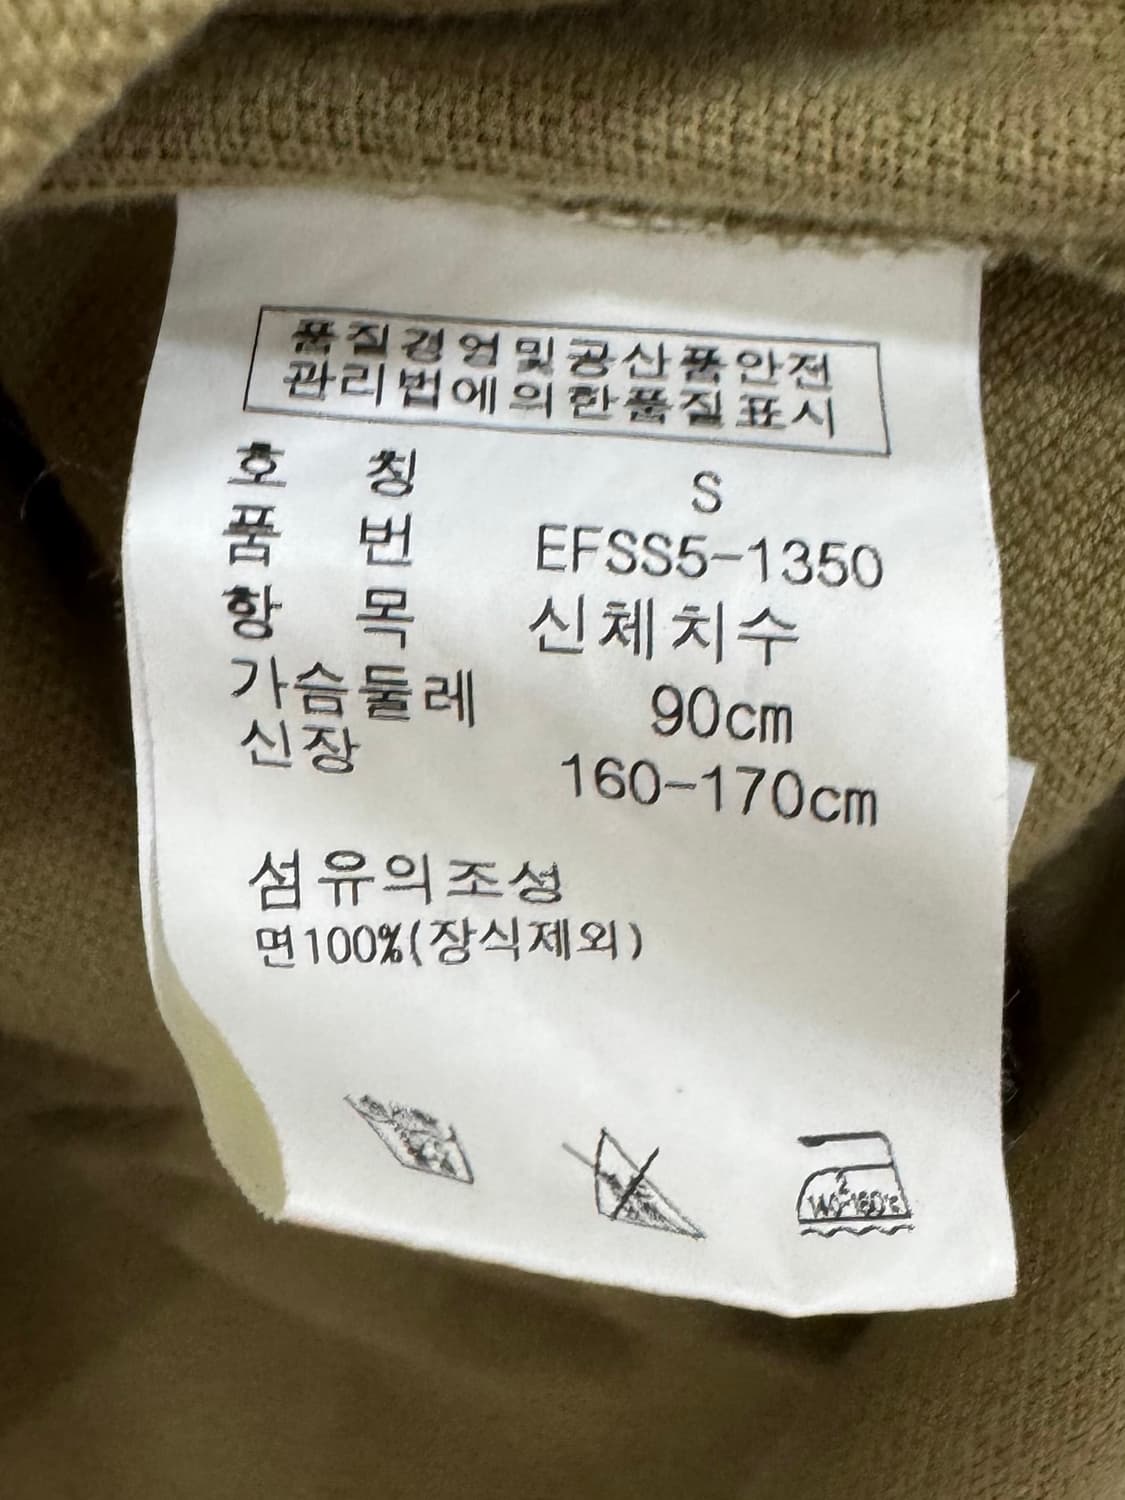 품질경영및공산품안전
관리법에의한품질표시
호 칭 S
품 번 EFSS5-1350
항 목 신체치수
가슴둘레 90cm
신장 160-170cm
섬유의조성
면100%(장식제외)